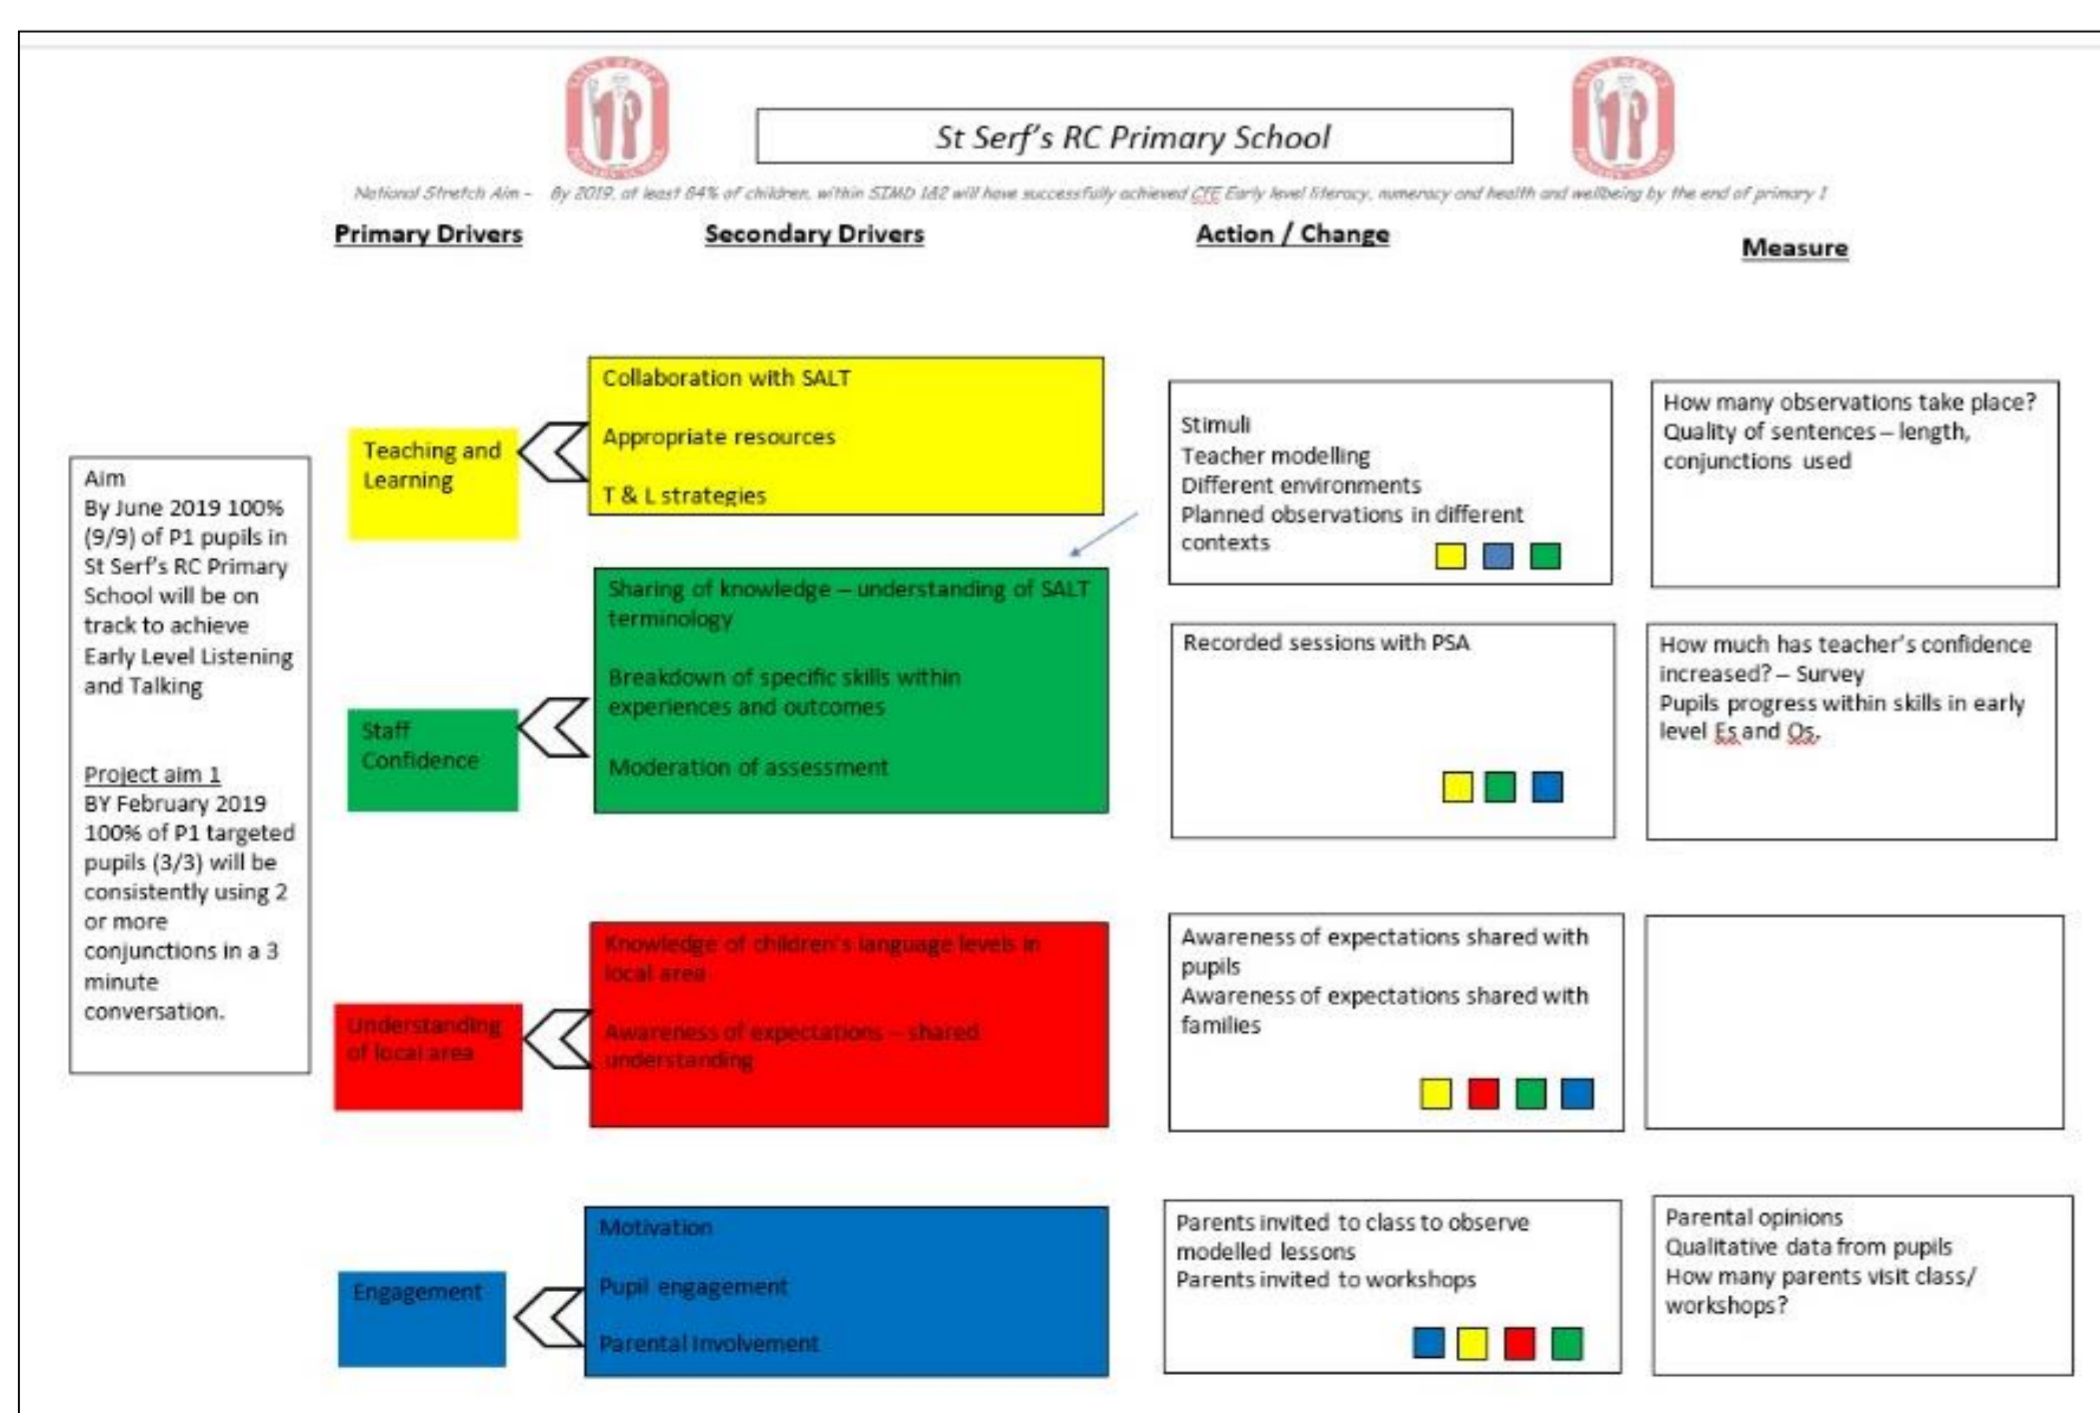 SAINT SERF'S
PRIMARY SCHOOL
St Serf's RC Primary School
SAINT SERF'S
PRIMARY SCHOOL
National Stretch Aim - By 2019, at least 84% of children, within SIMD 1&2 will have successfully achieved CfE Early level literacy, numeracy and health and wellbeing by the end of primary 1
Primary Drivers
Secondary Drivers
Action / Change
Measure
Aim
By June 2019 100%
(9/9) of P1 pupils in
St Serf's RC Primary
School will be on
track to achieve
Early Level Listening
and Talking
Project aim 1
BY February 2019
100% of P1 targeted
pupils (3/3) will be
consistently using 2
or more
conjunctions in a 3
minute
conversation.
Teaching and
Learning
Collaboration with SALT
Appropriate resources
T & L strategies
Stimuli
Teacher modelling
Different environments
Planned observations in different
contexts
How many observations take place?
Quality of sentences – length,
conjunctions used
Staff
Confidence
Sharing of knowledge – understanding of SALT
terminology
Breakdown of specific skills within
experiences and outcomes
Moderation of assessment
Recorded sessions with PSA
How much has teacher's confidence
increased? – Survey
Pupils progress within skills in early
level Es and Os.
Understanding
of local area
Knowledge of children's language levels in
local area
Awareness of expectations – shared
understanding
Awareness of expectations shared with
pupils
Awareness of expectations shared with
families
Engagement
Motivation
Pupil engagement
Parental Involvement
Parents invited to class to observe
modelled lessons
Parents invited to workshops
Parental opinions
Qualitative data from pupils
How many parents visit class/
workshops?